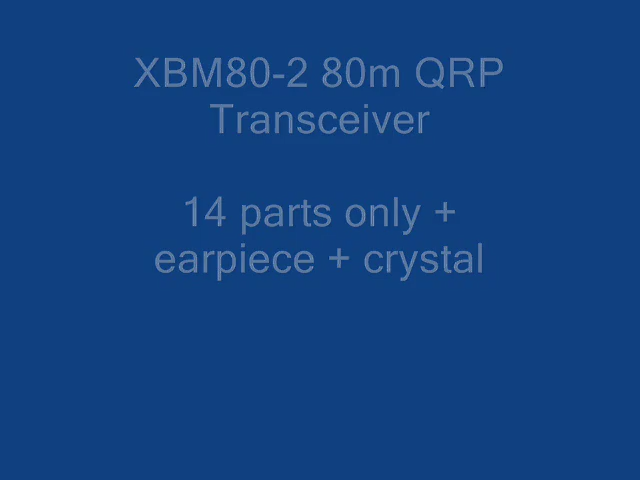 XBM80-2 80m QRP
Transceiver
14 parts only +
earpiece + crystal